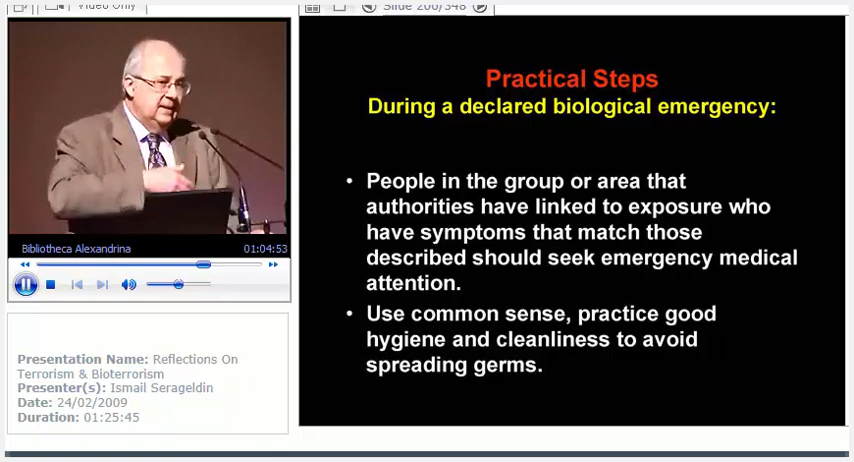 Video Only
Slide 206/348
Practical Steps
During a declared biological emergency:
• People in the group or area that
authorities have linked to exposure who
have symptoms that match those
described should seek emergency medical
attention.
• Use common sense, practice good
hygiene and cleanliness to avoid
spreading germs.
Bibliotheca Alexandrina
01:04:53
Presentation Name: Reflections On
Terrorism & Bioterrorism
Presenter(s): Ismail Serageldin
Date: 24/02/2009
Duration: 01:25:45